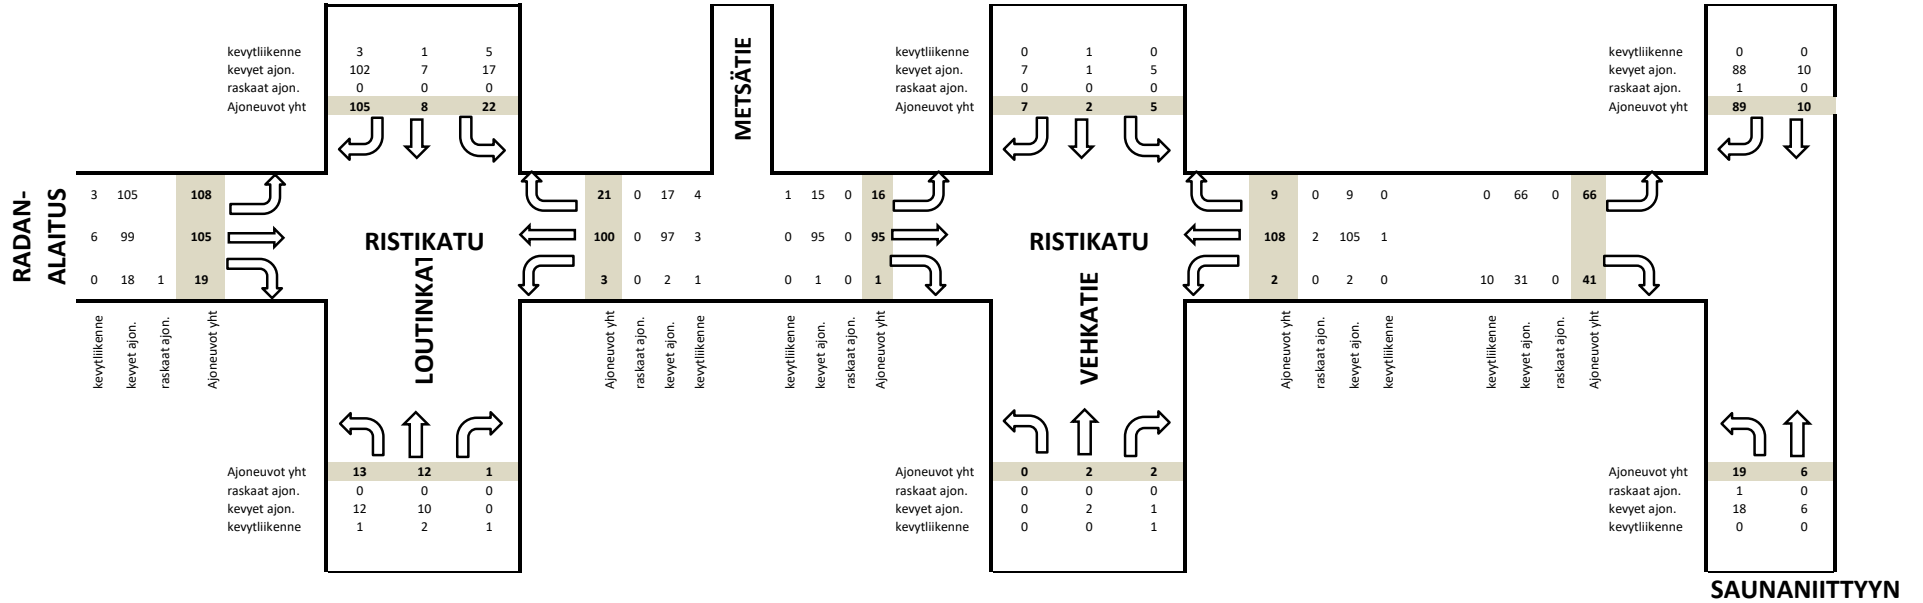 kevytliikenne 3 1 5
kevyet ajon. 102 7 17
raskaat ajon. 0 0 0
Ajoneuvot yht 105 8 22
METSÄTIE
kevytliikenne 0 1 0
kevyet ajon. 7 1 5
raskaat ajon. 0 0 0
Ajoneuvot yht 7 2 5
kevytliikenne 0 0
kevyet ajon. 88 10
raskaat ajon. 1 0
Ajoneuvot yht 89 10
RADAN-
ALAITUS
3 105 108
6 99 105
0 18 1 19
kevytliikenne
kevyet ajon.
raskaat ajon.
Ajoneuvot yht
RISTIKATU
LOUTINKAT
21 0 17 4
100 0 97 3
3 0 2 1
Ajoneuvot yht
raskaat ajon.
kevyet ajon.
kevytliikenne
1 15 0 16
0 95 0 95
0 1 0 1
kevytliikenne
kevyet ajon.
raskaat ajon.
Ajoneuvot yht
RISTIKATU
VEHKATIE
9 0 9 0
108 2 105 1
2 0 2 0
Ajoneuvot yht
raskaat ajon.
kevyet ajon.
kevytliikenne
0 66 0 66
10 31 0 41
kevytliikenne
kevyet ajon.
raskaat ajon.
Ajoneuvot yht
Ajoneuvot yht 13 12 1
raskaat ajon. 0 0 0
kevyet ajon. 12 10 0
kevytliikenne 1 2 1
Ajoneuvot yht 0 2 2
raskaat ajon. 0 0 0
kevyet ajon. 0 2 1
kevytliikenne 0 0 1
Ajoneuvot yht 19 6
raskaat ajon. 1 0
kevyet ajon. 18 6
kevytliikenne 0 0
SAUNANIITTYYN